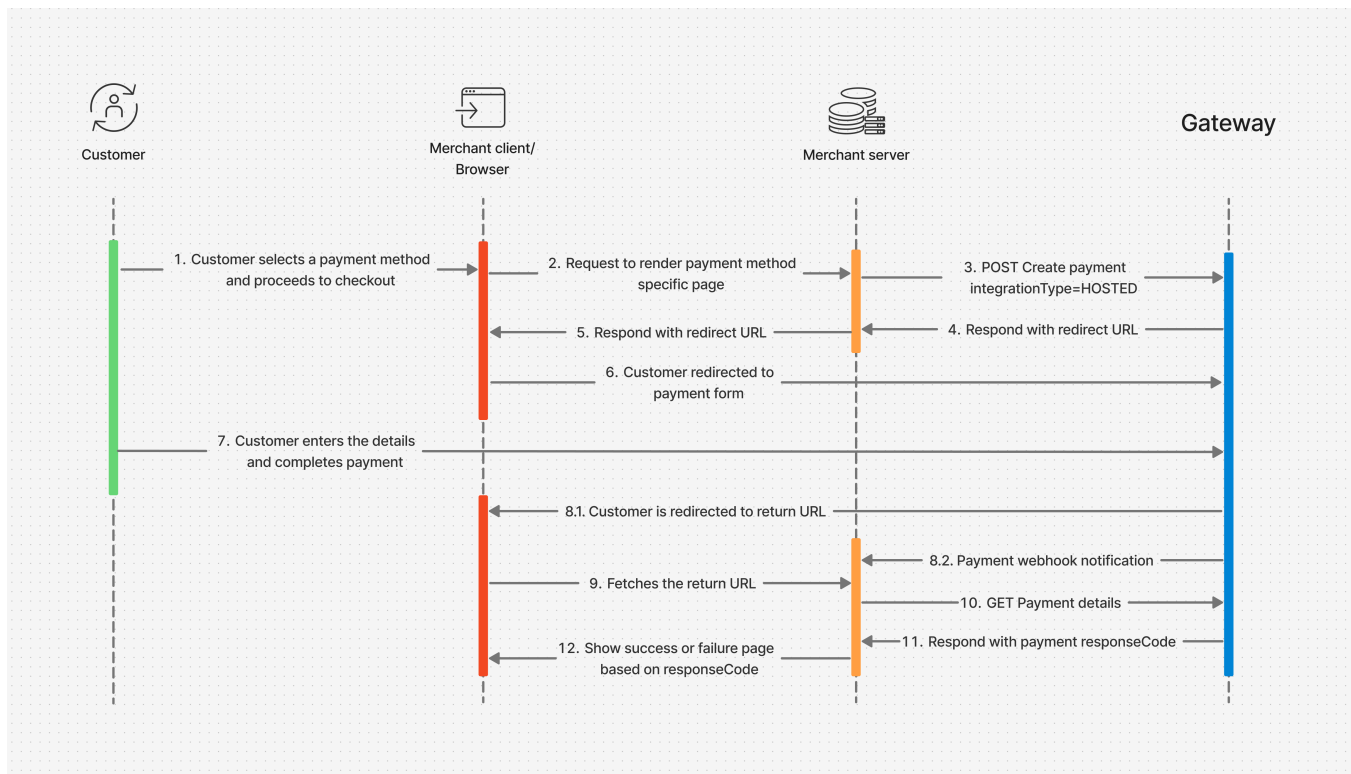 Customer
Merchant client/
Browser
Merchant server
Gateway
1. Customer selects a payment method
and proceeds to checkout
2. Request to render payment method
specific page
3. POST Create payment
integrationType=HOSTED
5. Respond with redirect URL
4. Respond with redirect URL
6. Customer redirected to
payment form
7. Customer enters the details
and completes payment
8.1. Customer is redirected to return URL
8.2. Payment webhook notification
9. Fetches the return URL
10. GET Payment details
11. Respond with payment responseCode
12. Show success or failure page
based on responseCode